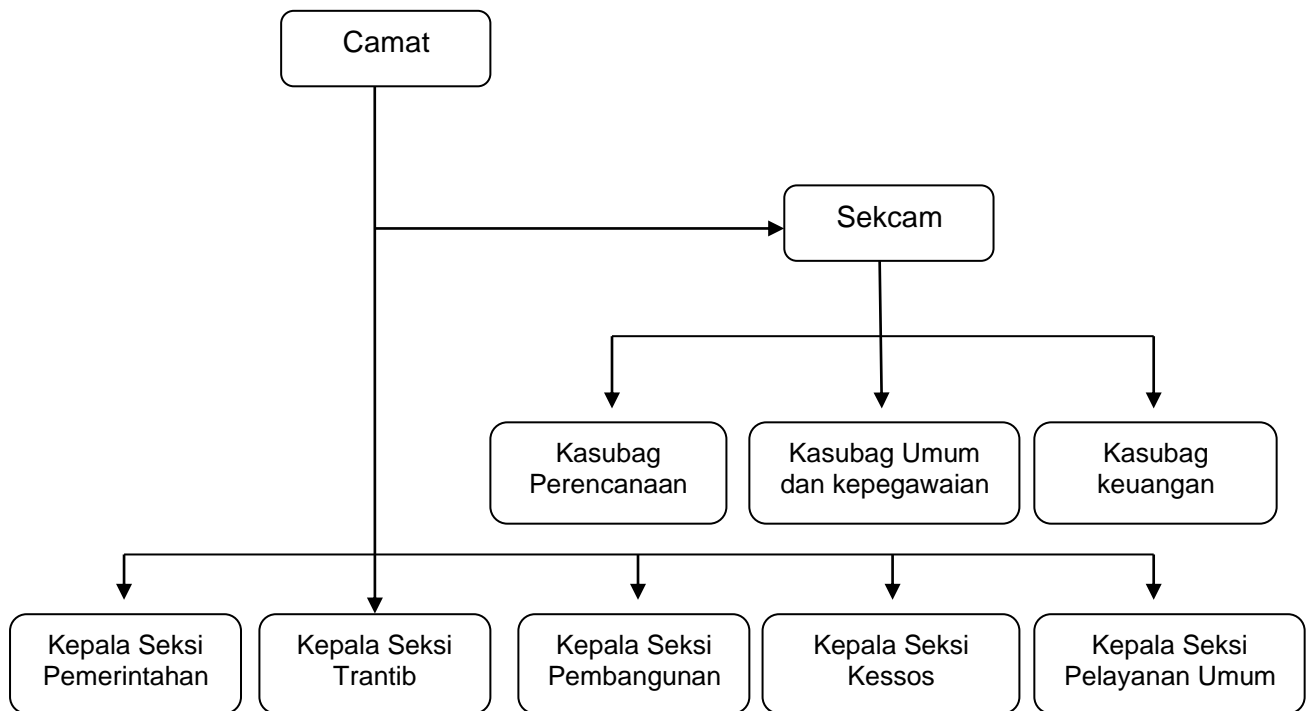 Camat
Sekcam
Kasubag
Perencanaan
Kasubag Umum
dan kepegawaian
Kasubag
keuangan
Kepala Seksi
Pemerintahan
Kepala Seksi
Trantib
Kepala Seksi
Pembangunan
Kepala Seksi
Kessos
Kepala Seksi
Pelayanan Umum